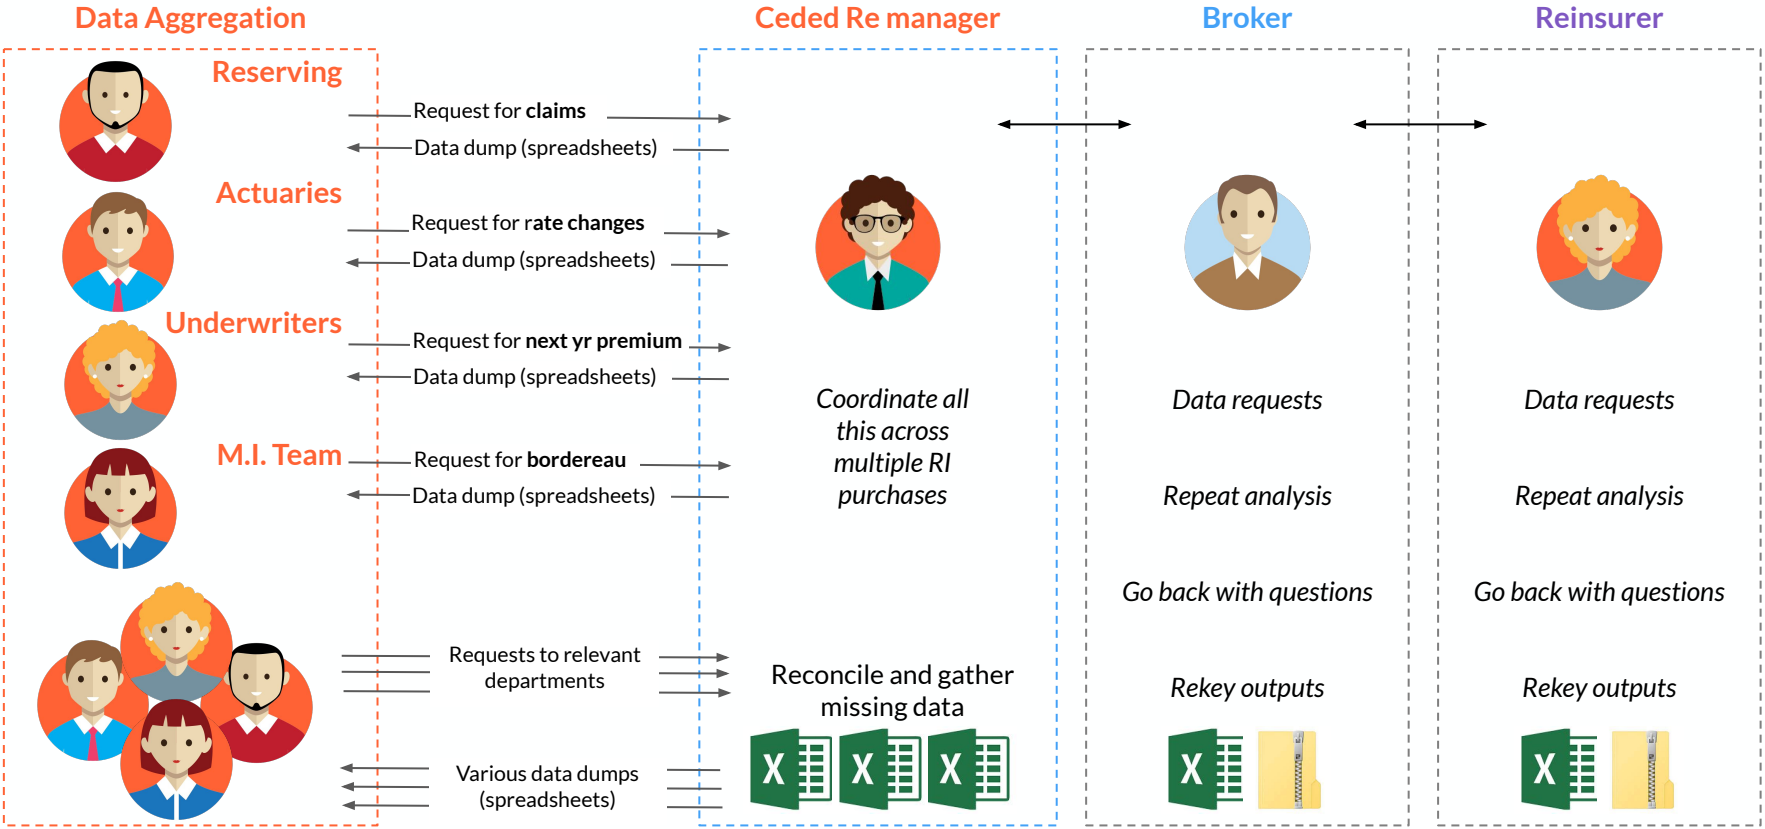 Data Aggregation
Ceded Re manager
Broker
Reinsurer
Reserving
Request for claims
Data dump (spreadsheets)
Actuaries
Request for rate changes
Data dump (spreadsheets)
Underwriters
Request for next yr premium
Data dump (spreadsheets)
M.I. Team
Request for bordereau
Data dump (spreadsheets)
Requests to relevant
departments
Various data dumps
(spreadsheets)
Coordinate all
this across
multiple RI
purchases
Reconcile and gather
missing data
X
X
X
Data requests
Repeat analysis
Go back with questions
Rekey outputs
X
Data requests
Repeat analysis
Go back with questions
Rekey outputs
X